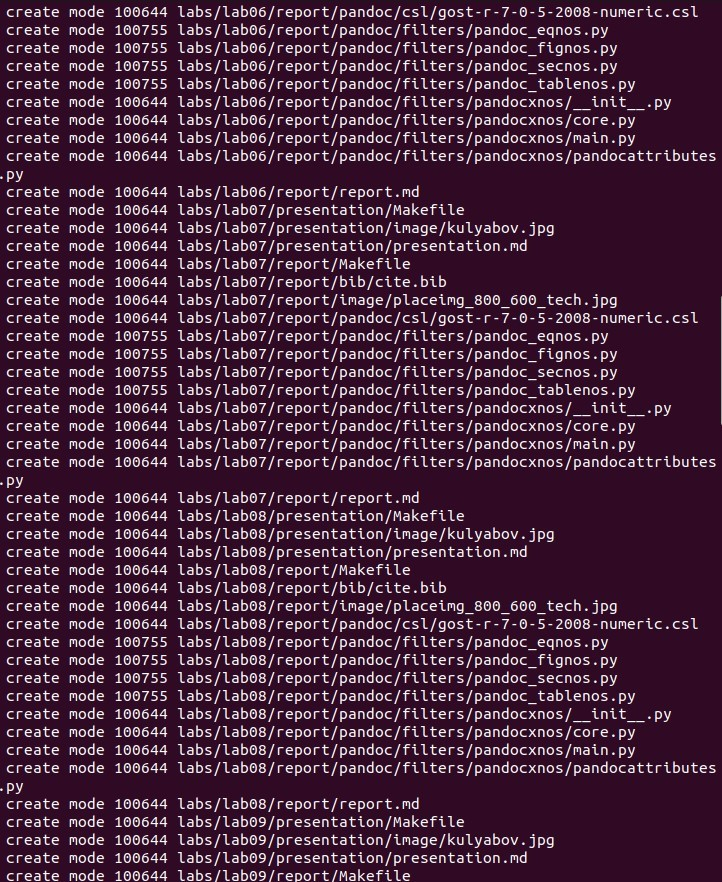 create mode 100644 labs/lab06/report/pandoc/csl/gost-r-7-0-5-2008-numeric.csl
create mode 100755 labs/lab06/report/pandoc/filters/pandoc_eqnos.py
create mode 100755 labs/lab06/report/pandoc/filters/pandoc_fignos.py
create mode 100755 labs/lab06/report/pandoc/filters/pandoc_secnos.py
create mode 100755 labs/lab06/report/pandoc/filters/pandoc_tablenos.py
create mode 100644 labs/lab06/report/pandoc/filters/pandocxnos/__init__.py
create mode 100644 labs/lab06/report/pandoc/filters/pandocxnos/core.py
create mode 100644 labs/lab06/report/pandoc/filters/pandocxnos/main.py
create mode 100644 labs/lab06/report/pandoc/filters/pandocxnos/pandocattributes
.py
create mode 100644 labs/lab06/report/report.md
create mode 100644 labs/lab07/presentation/Makefile
create mode 100644 labs/lab07/presentation/image/kulyabov.jpg
create mode 100644 labs/lab07/presentation/presentation.md
create mode 100644 labs/lab07/report/Makefile
create mode 100644 labs/lab07/report/bib/cite.bib
create mode 100644 labs/lab07/report/image/placeimg_800_600_tech.jpg
create mode 100644 labs/lab07/report/pandoc/csl/gost-r-7-0-5-2008-numeric.csl
create mode 100755 labs/lab07/report/pandoc/filters/pandoc_eqnos.py
create mode 100755 labs/lab07/report/pandoc/filters/pandoc_fignos.py
create mode 100755 labs/lab07/report/pandoc/filters/pandoc_secnos.py
create mode 100755 labs/lab07/report/pandoc/filters/pandoc_tablenos.py
create mode 100644 labs/lab07/report/pandoc/filters/pandocxnos/__init__.py
create mode 100644 labs/lab07/report/pandoc/filters/pandocxnos/core.py
create mode 100644 labs/lab07/report/pandoc/filters/pandocxnos/main.py
create mode 100644 labs/lab07/report/pandoc/filters/pandocxnos/pandocattributes
.py
create mode 100644 labs/lab07/report/report.md
create mode 100644 labs/lab08/presentation/Makefile
create mode 100644 labs/lab08/presentation/image/kulyabov.jpg
create mode 100644 labs/lab08/presentation/presentation.md
create mode 100644 labs/lab08/report/Makefile
create mode 100644 labs/lab08/report/bib/cite.bib
create mode 100644 labs/lab08/report/image/placeimg_800_600_tech.jpg
create mode 100644 labs/lab08/report/pandoc/csl/gost-r-7-0-5-2008-numeric.csl
create mode 100755 labs/lab08/report/pandoc/filters/pandoc_eqnos.py
create mode 100755 labs/lab08/report/pandoc/filters/pandoc_fignos.py
create mode 100755 labs/lab08/report/pandoc/filters/pandoc_secnos.py
create mode 100755 labs/lab08/report/pandoc/filters/pandoc_tablenos.py
create mode 100644 labs/lab08/report/pandoc/filters/pandocxnos/__init__.py
create mode 100644 labs/lab08/report/pandoc/filters/pandocxnos/core.py
create mode 100644 labs/lab08/report/pandoc/filters/pandocxnos/main.py
create mode 100644 labs/lab08/report/pandoc/filters/pandocxnos/pandocattributes
.py
create mode 100644 labs/lab08/report/report.md
create mode 100644 labs/lab09/presentation/Makefile
create mode 100644 labs/lab09/presentation/image/kulyabov.jpg
create mode 100644 labs/lab09/presentation/presentation.md
create mode 100644 labs/lab09/report/Makefile